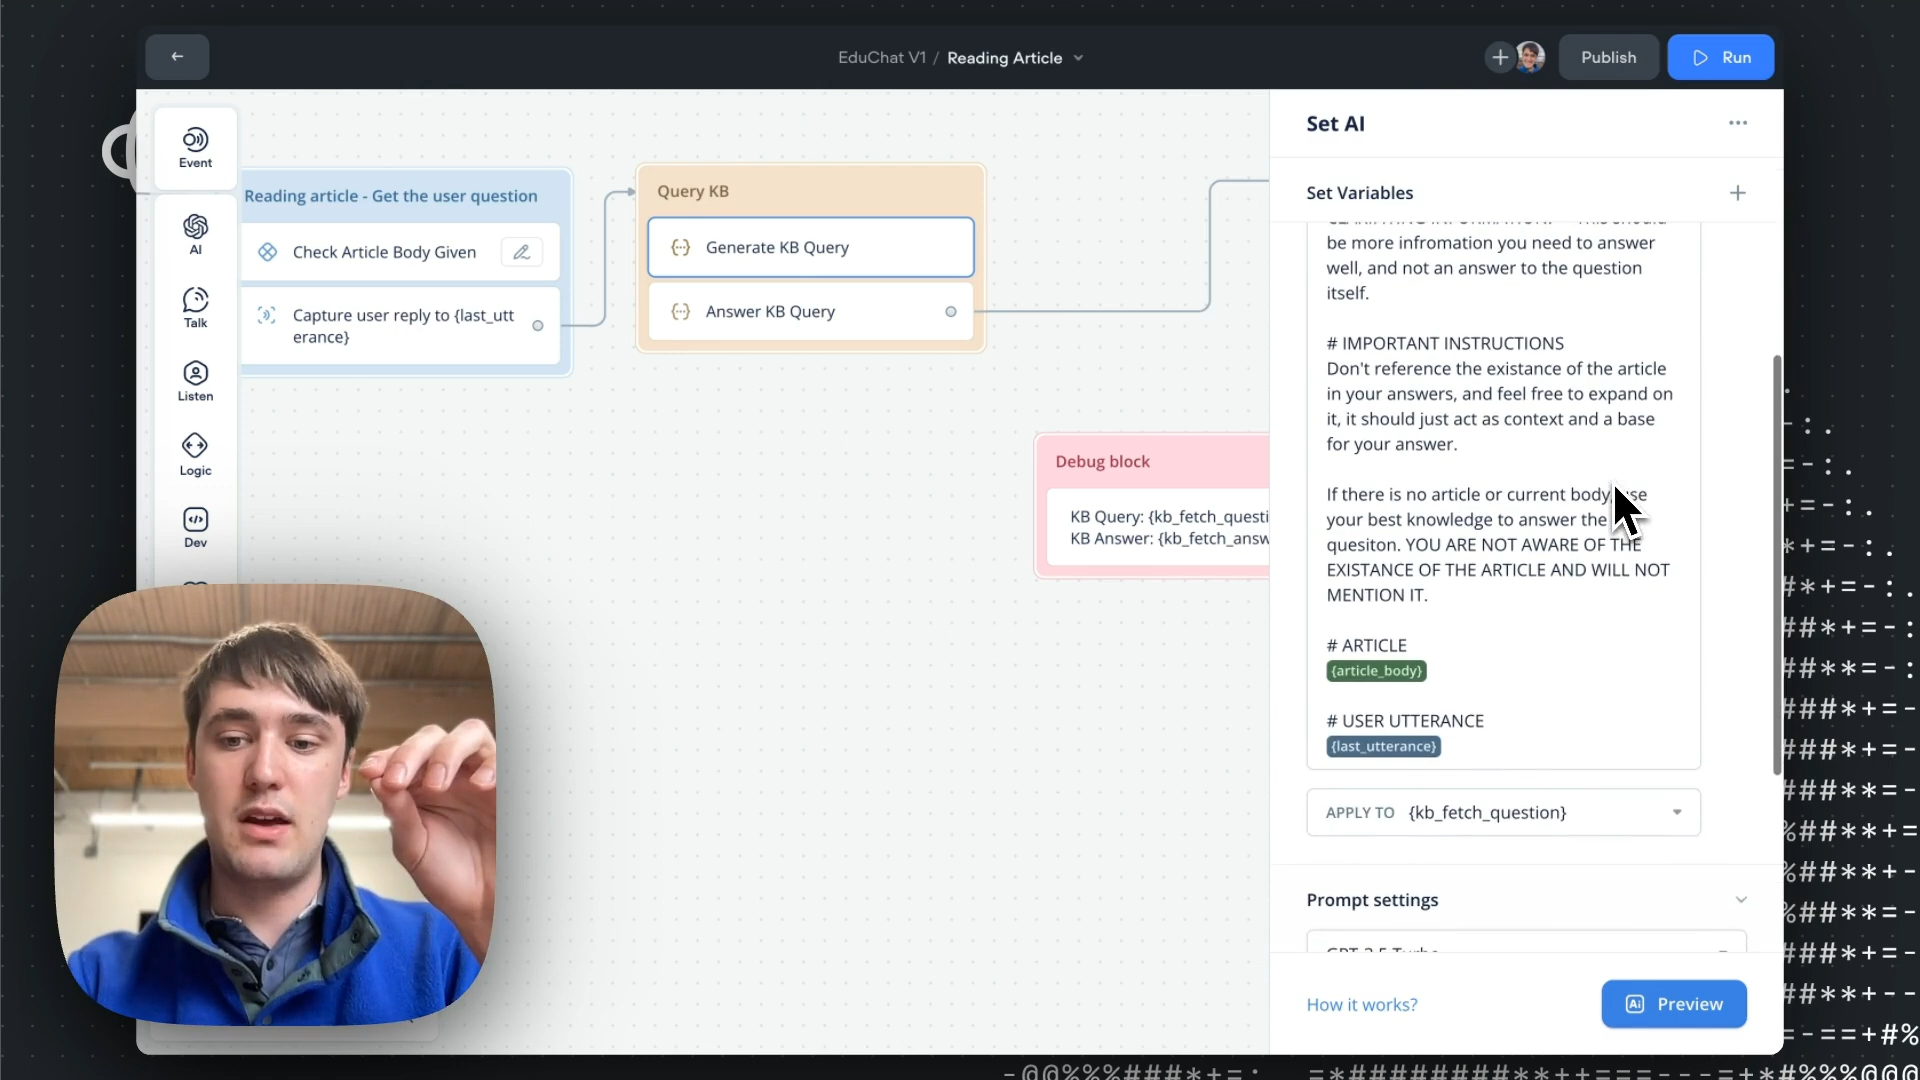 EduChat V1 / Reading Article
Publish
Run
Event
AI
Talk
Listen
Logic
Dev
Reading article - Get the user question
Check Article Body Given
Capture user reply to {last_utt
erance}
Query KB
Generate KB Query
Answer KB Query
Debug block
KB Query: {kb_fetch_questi
KB Answer: {kb_fetch_answ
Set AI
Set Variables
be more infromation you need to answer
well, and not an answer to the question
itself.
# IMPORTANT INSTRUCTIONS
Don't reference the existance of the article
in your answers, and feel free to expand on
it, it should just act as context and a base
for your answer.
If there is no article or current body, use
your best knowledge to answer the
quesiton. YOU ARE NOT AWARE OF THE
EXISTANCE OF THE ARTICLE AND WILL NOT
MENTION IT.
# ARTICLE
{article_body}
# USER UTTERANCE
{last_utterance}
APPLY TO {kb_fetch_question}
Prompt settings
GPT-3.5 Turbo
How it works?
Preview